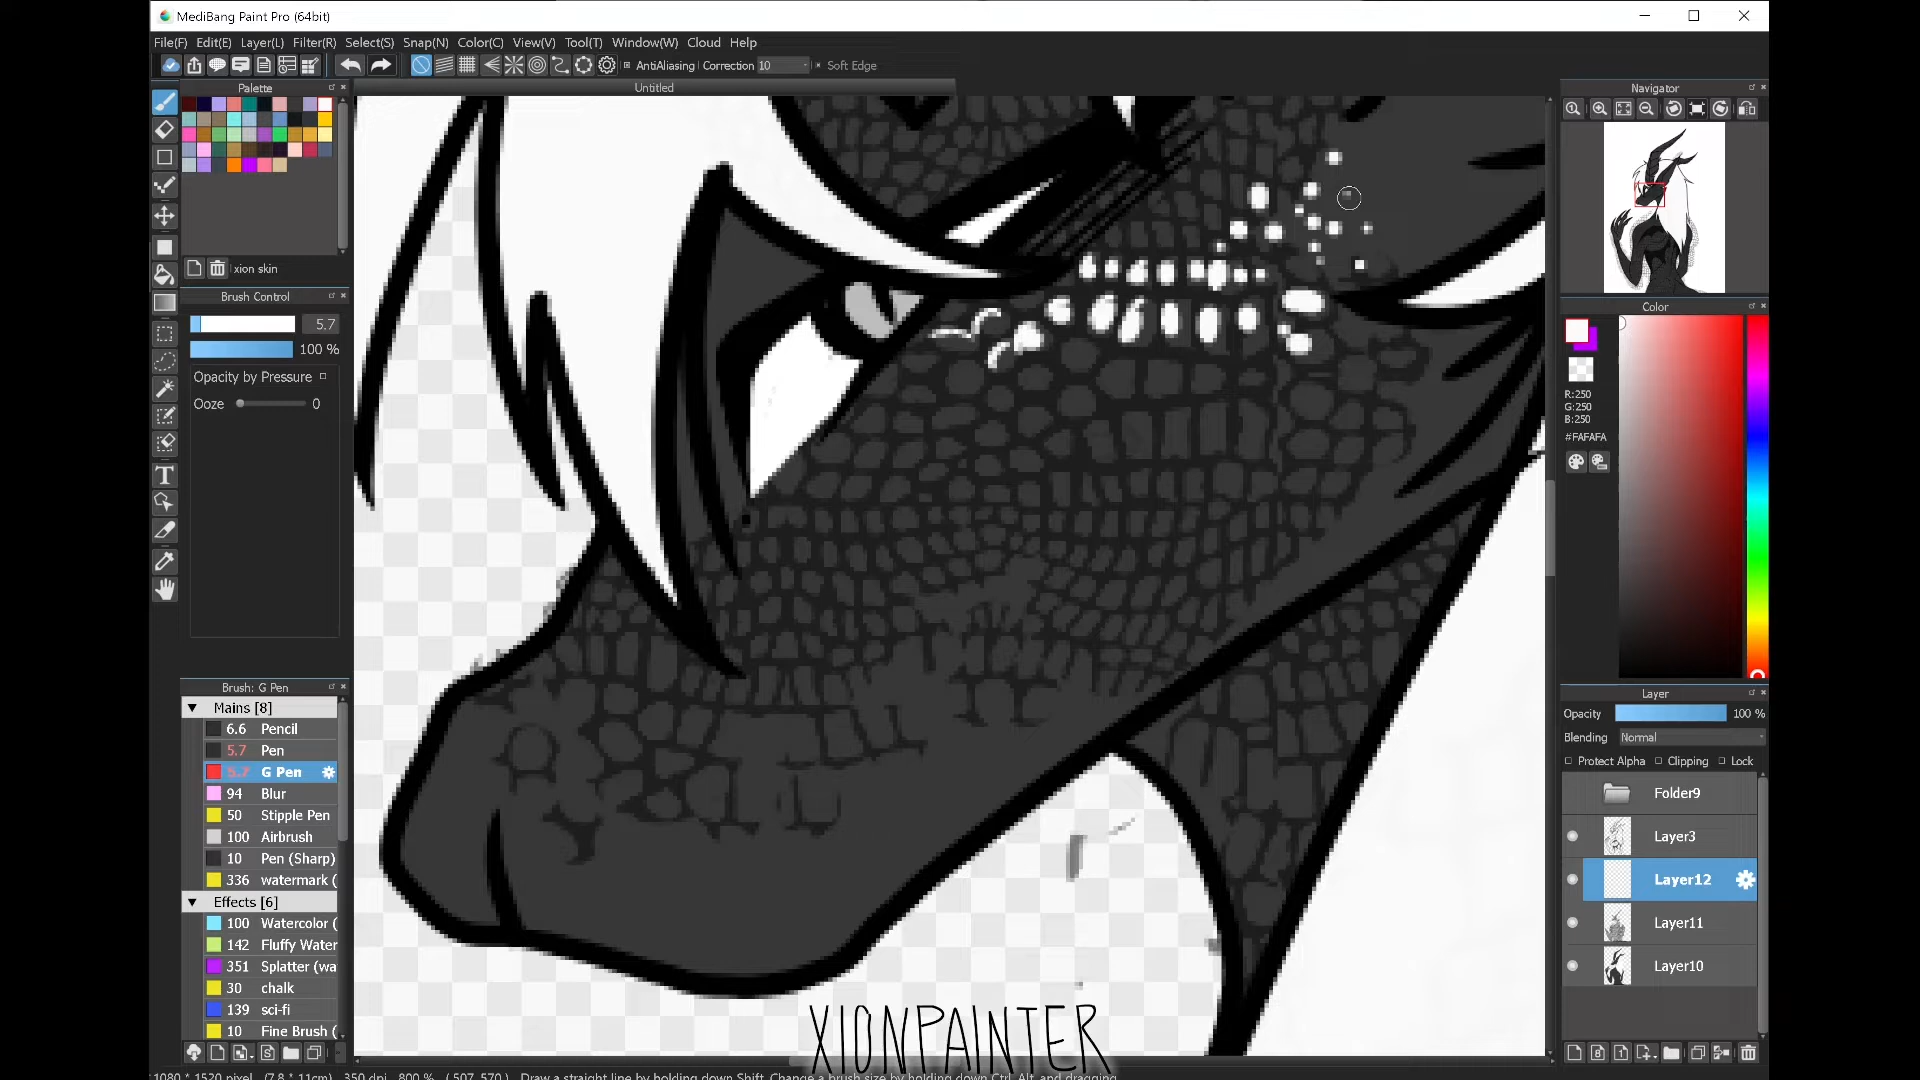 MediBang Paint Pro (64bit)
File(F) Edit(E) Layer(L) Filter(R) Select(S) Snap(N) Color(C) View(V) Tool(T) Window(W) Cloud Help
AntiAliasing Correction 10 Soft Edge
Palette
Untitled
Navigator
xion skin
Brush Control
5.7
100 %
Opacity by Pressure
Ooze 0
Color
R:250
G:250
B:250
#FAFAFA
Brush: G Pen
Mains [8]
6.6 Pencil
5.7 Pen
5.7 G Pen
94 Blur
50 Stipple Pen
100 Airbrush
10 Pen (Sharp)
336 watermark (
Effects [6]
100 Watercolor (
142 Fluffy Water
351 Splatter (wa
30 chalk
139 sci-fi
10 Fine Brush (
Layer
Opacity 100 %
Blending Normal
Protect Alpha Clipping Lock
Folder9
Layer3
Layer12
Layer11
Layer10
XIONPAINTER
1080 * 1520 pixel (7.8 * 11cm) 350 dpi 800 % ( 507, 570 ) Draw a straight line by holding down Shift, Change a brush size by holding down Ctrl, Alt, and dragging